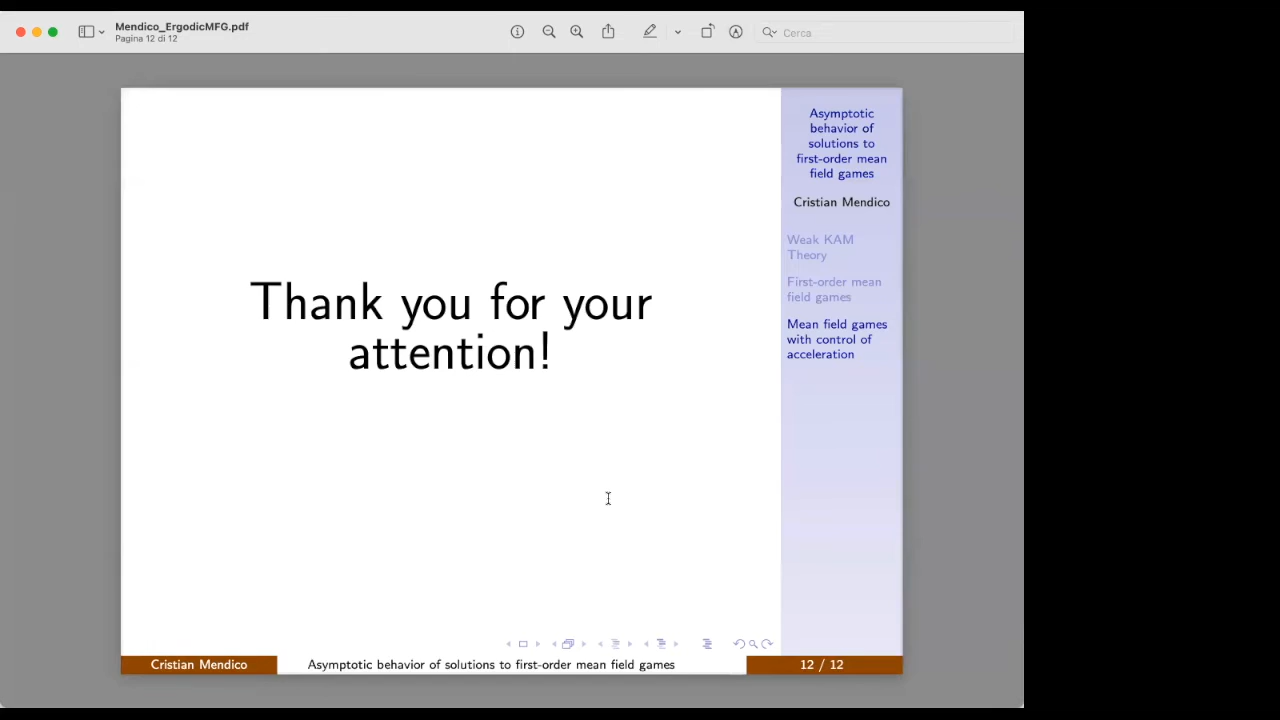 Mendico_ErgodicMFG.pdf
Pagina 12 di 12
Cerca
Thank you for your
attention!
Asymptotic
behavior of
solutions to
first-order mean
field games
Cristian Mendico
Weak KAM
Theory
First-order mean
field games
Mean field games
with control of
acceleration
Cristian Mendico
Asymptotic behavior of solutions to first-order mean field games
12 / 12